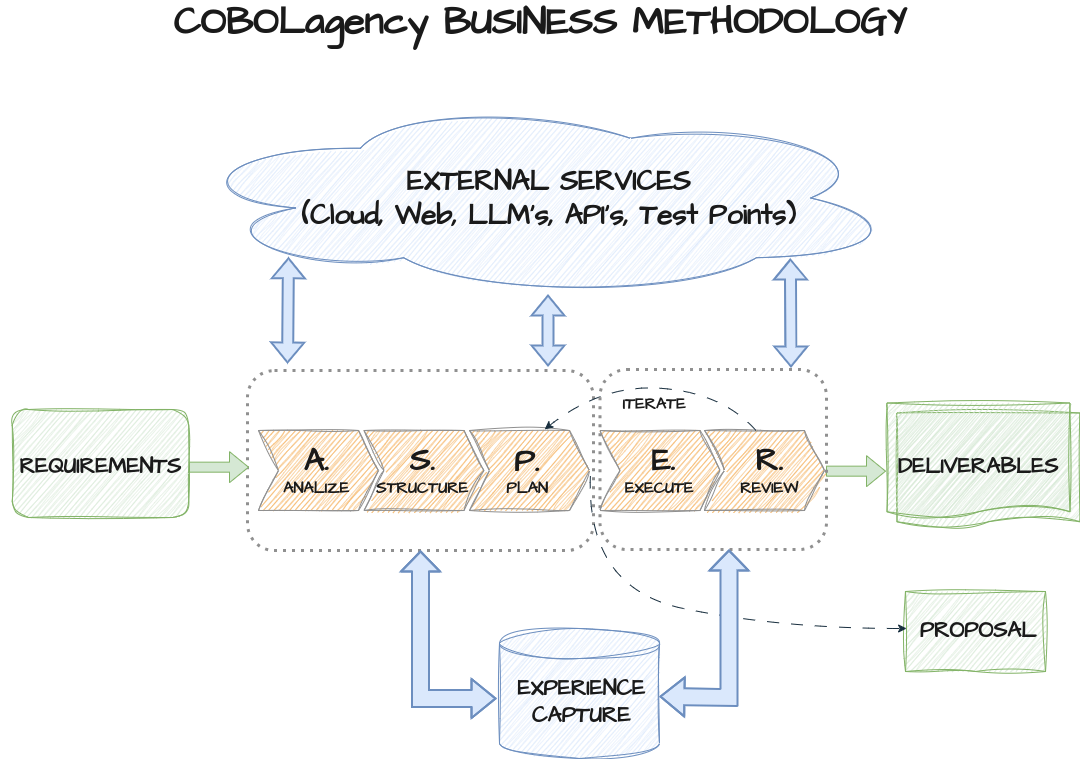 COBOLagency BUSINESS METHODOLOGY
EXTERNAL SERVICES
(Cloud, Web, LLM's, API's, Test Points)
ITERATE
REQUIREMENTS
A.
ANALIZE
S.
STRUCTURE
P.
PLAN
E.
EXECUTE
R.
REVIEW
DELIVERABLES
PROPOSAL
EXPERIENCE
CAPTURE